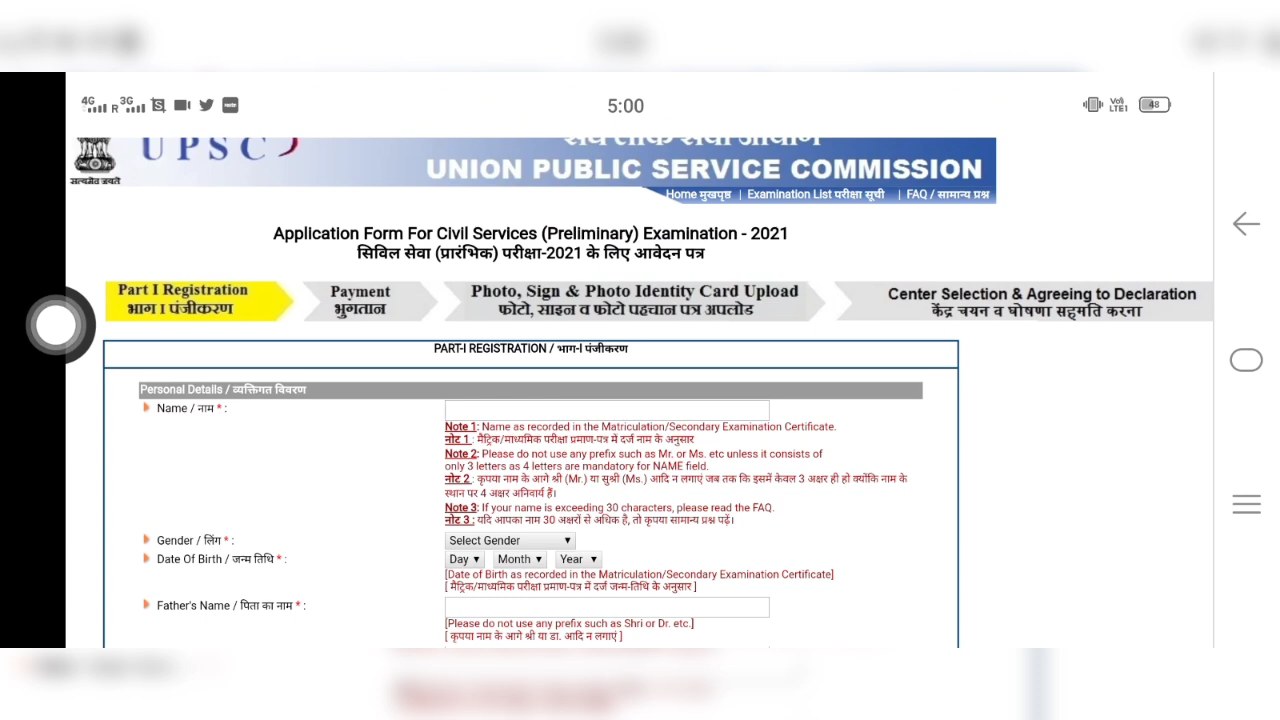 4G R 3G
5:00
Vo) LTE1 48
सत्यमेव जयते
UPSC
संघ लोक सेवा आयोग
UNION PUBLIC SERVICE COMMISSION
Home मुखपृष्ठ | Examination List परीक्षा सूची | FAQ / सामान्य प्रश्न
Application Form For Civil Services (Preliminary) Examination - 2021
सिविल सेवा (प्रारंभिक) परीक्षा-2021 के लिए आवेदन पत्र
Part I Registration
भाग I पंजीकरण
Payment
भुगतान
Photo, Sign & Photo Identity Card Upload
फोटो, साइन व फोटो पहचान पत्र अपलोड
Center Selection & Agreeing to Declaration
केंद्र चयन व घोषणा सहमति करना
PART-I REGISTRATION / भाग-I पंजीकरण
Personal Details / व्यक्तिगत विवरण
Name / नाम * :
Note 1: Name as recorded in the Matriculation/Secondary Examination Certificate.
नोट 1 : मैट्रिक/माध्यमिक परीक्षा प्रमाण-पत्र में दर्ज नाम के अनुसार
Note 2: Please do not use any prefix such as Mr. or Ms. etc unless it consists of
only 3 letters as 4 letters are mandatory for NAME field.
नोट 2 : कृपया नाम के आगे श्री (Mr.) या सुश्री (Ms.) आदि न लगाएं जब तक कि इसमें केवल 3 अक्षर ही हो क्योंकि नाम के
स्थान पर 4 अक्षर अनिवार्य हैं।
Note 3: If your name is exceeding 30 characters, please read the FAQ.
नोट 3 : यदि आपका नाम 30 अक्षरों से अधिक है, तो कृपया सामान्य प्रश्न पढ़ें।
Gender / लिंग * : Select Gender
Date Of Birth / जन्म तिथि * : Day Month Year
[Date of Birth as recorded in the Matriculation/Secondary Examination Certificate]
[ मैट्रिक/माध्यमिक परीक्षा प्रमाण-पत्र में दर्ज जन्म-तिथि के अनुसार ]
Father's Name / पिता का नाम * :
[Please do not use any prefix such as Shri or Dr. etc.]
[ कृपया नाम के आगे श्री या डा. आदि न लगाएं ]